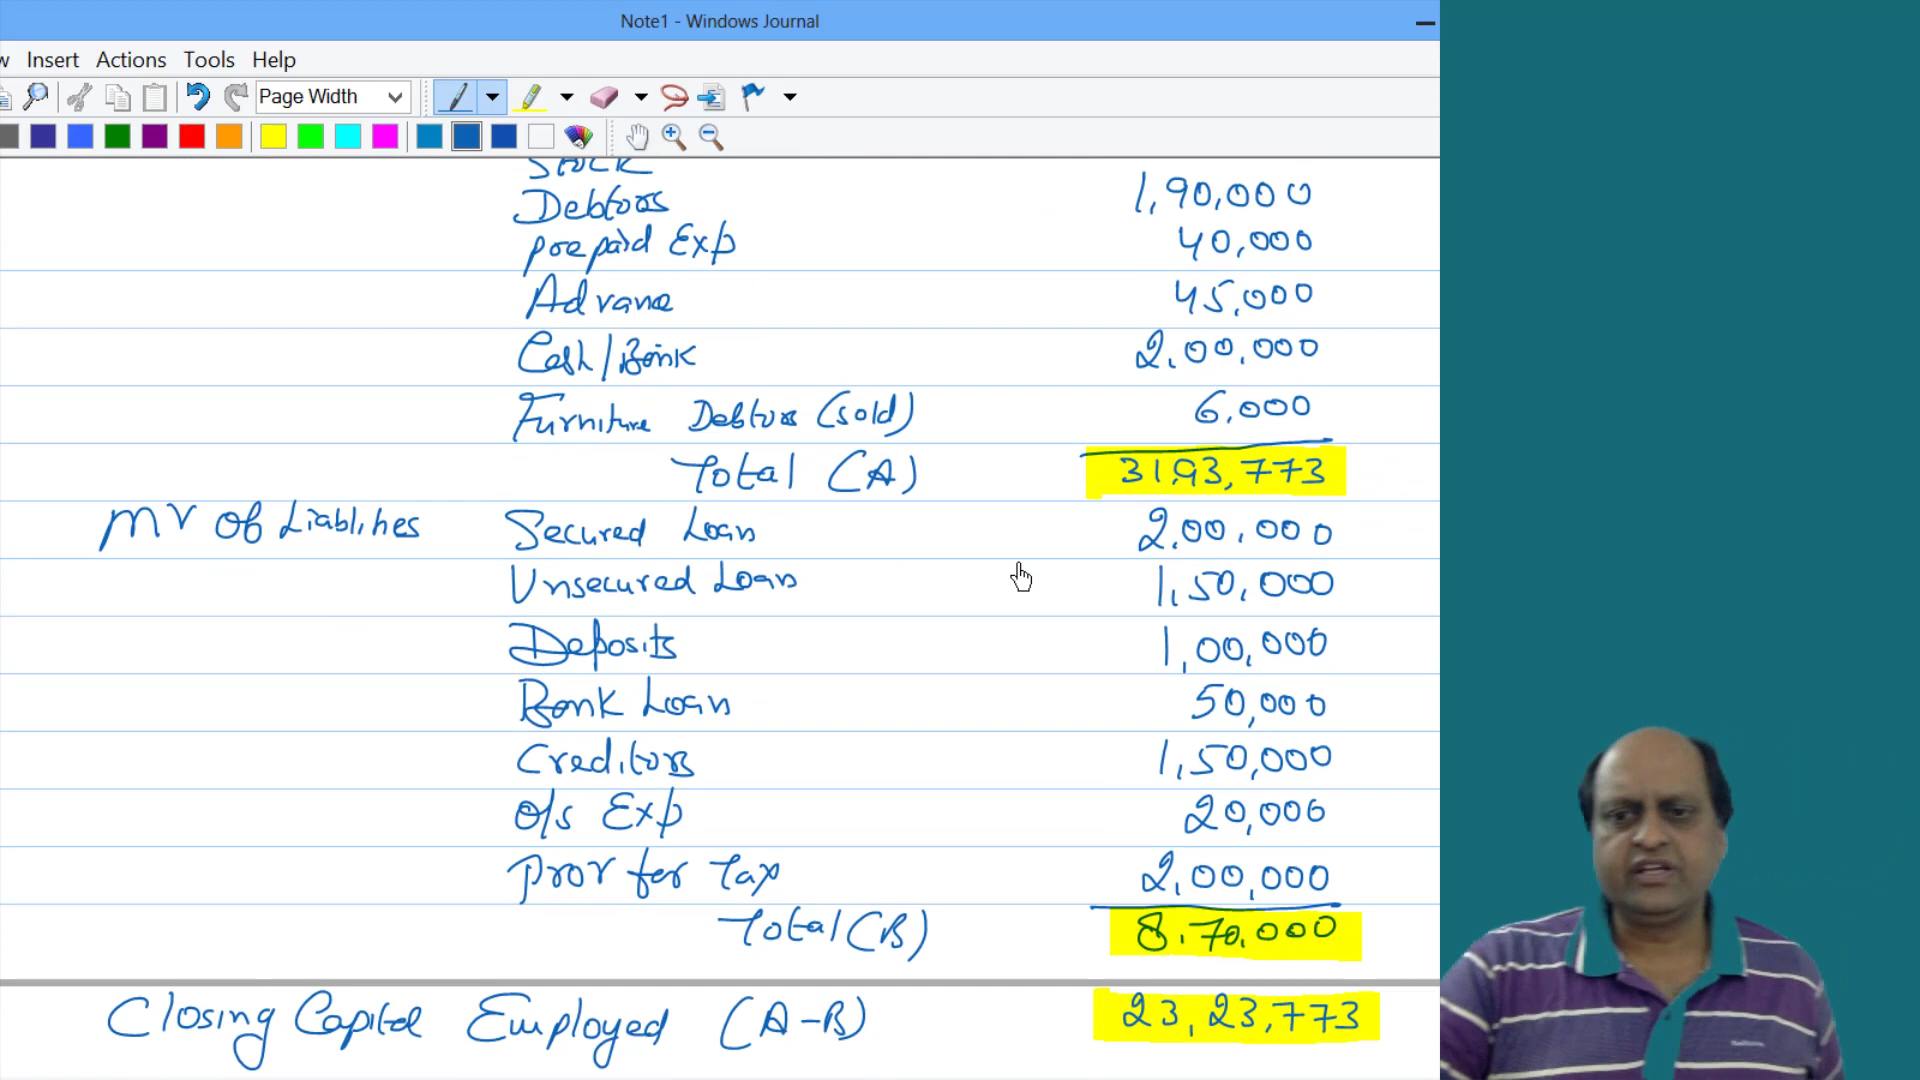 Note1 - Windows Journal
w Insert Actions Tools Help
Page Width
Stock
Debtors 1,90,000
prepaid Exp 40,000
Advance 45,000
Cash/Bank 2,00,000
Furniture Debtors (sold) 6,000
Total (A) 31,93,773
MV Of Liablities Secured Loan 2,00,000
Unsecured Loan 1,50,000
Deposits 1,00,000
Bank Loan 50,000
Creditors 1,50,000
O/s Exp 20,000
Prov for Tax 2,00,000
Total (B) 8,70,000
Closing Capital Employed (A-B) 23,23,773